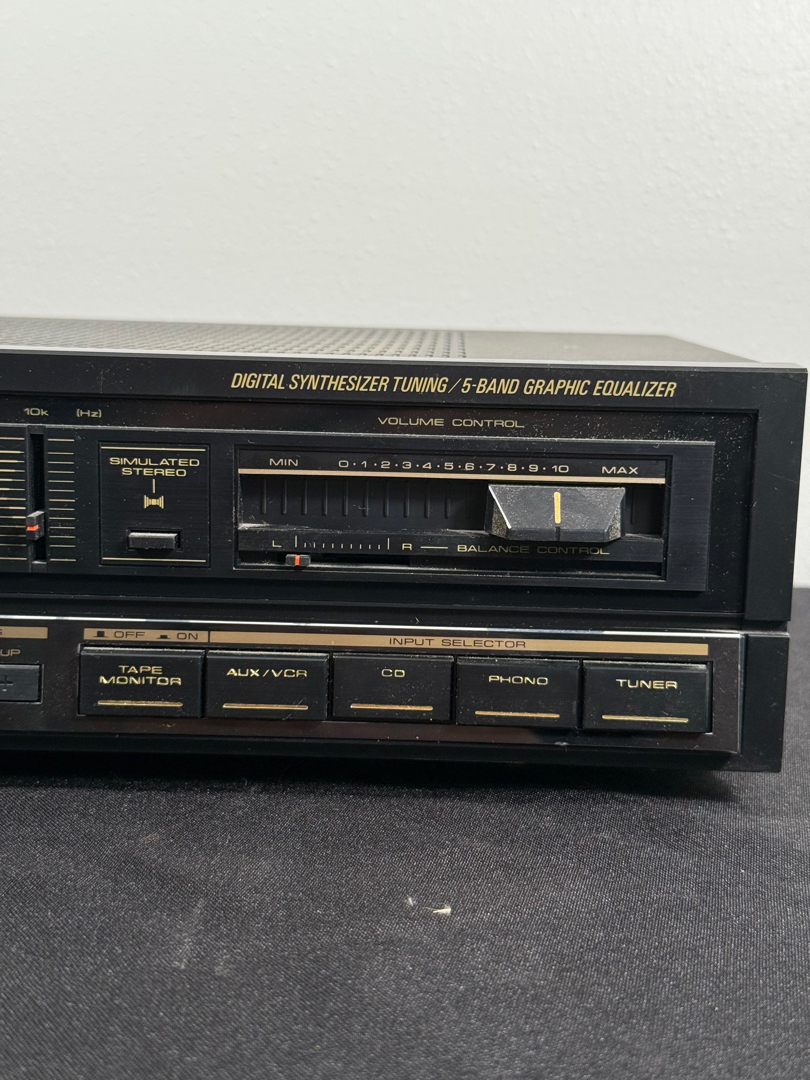 DIGITAL SYNTHESIZER TUNING / 5-BAND GRAPHIC EQUALIZER
10k (Hz)
VOLUME CONTROL
SIMULATED
STEREO
MIN 0·1·2·3·4·5·6·7·8·9·10 MAX
L R — BALANCE CONTROL
OFF ON
INPUT SELECTOR
UP
+
TAPE
MONITOR
AUX/VCR
CD
PHONO
TUNER